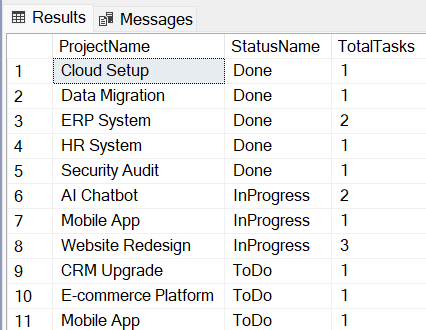 Results Messages
ProjectName StatusName TotalTasks
1 Cloud Setup Done 1
2 Data Migration Done 1
3 ERP System Done 2
4 HR System Done 1
5 Security Audit Done 1
6 AI Chatbot InProgress 2
7 Mobile App InProgress 1
8 Website Redesign InProgress 3
9 CRM Upgrade ToDo 1
10 E-commerce Platform ToDo 1
11 Mobile App ToDo 1